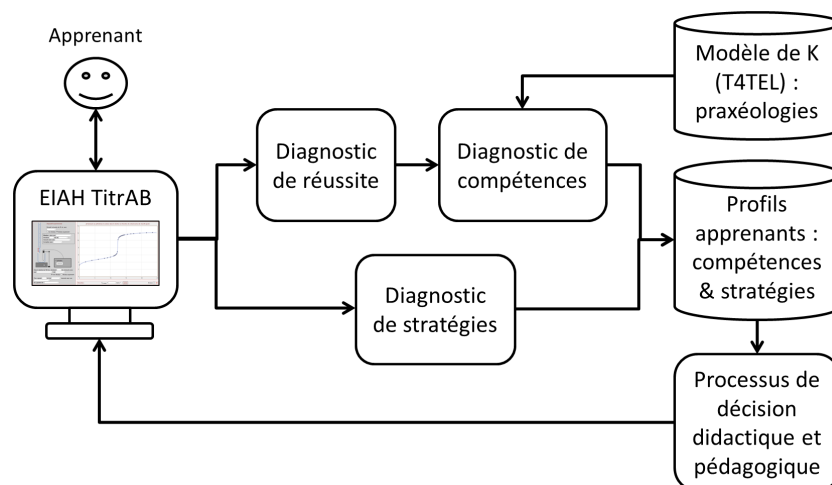 Apprenant
EIAH TitrAB
Diagnostic
de réussite
Diagnostic de
compétences
Modèle de K
(T4TEL) :
praxéologies
Diagnostic
de stratégies
Profils
apprenants :
compétences
& stratégies
Processus de
décision
didactique et
pédagogique